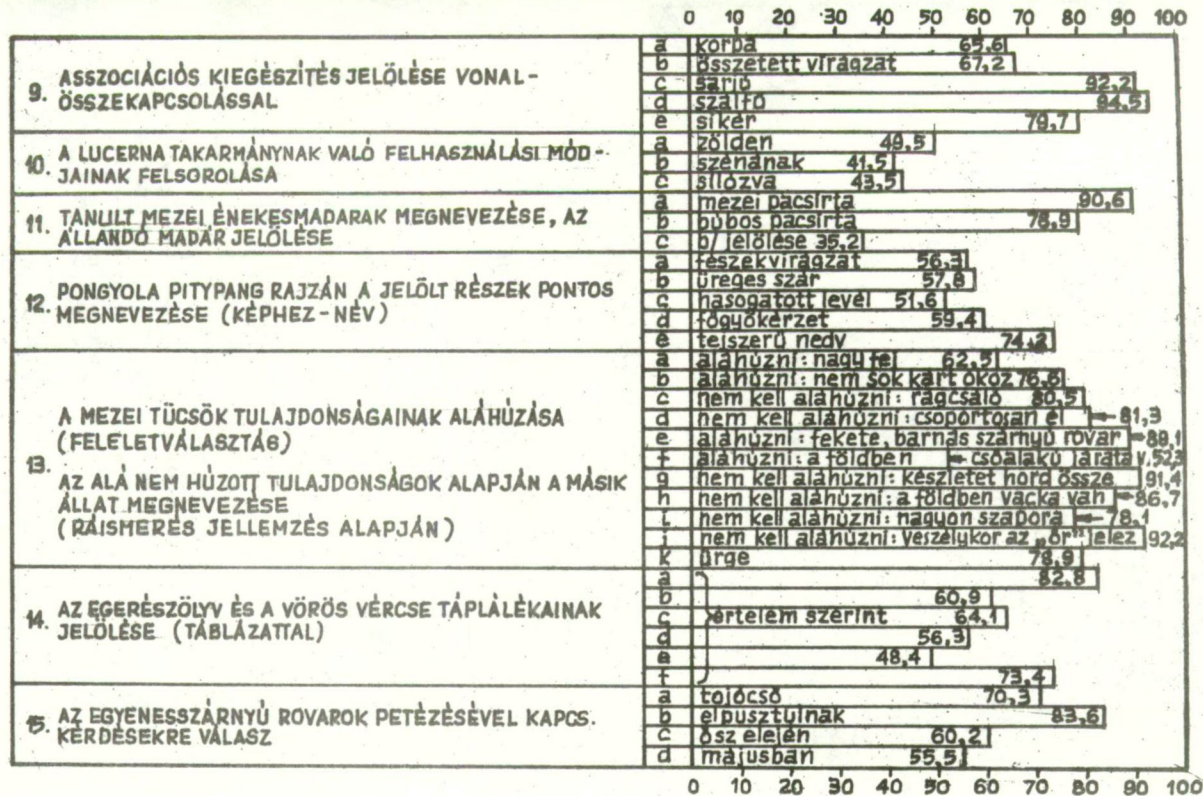 0 10 30 30 40 50 60 70 80 90 100
9. ASSZOCIÁCIÓS KIEGÉSZÍTÉS JELÖLÉSE VONAL-
ÖSSZEKAPCSOLÁSSAL
a korpa 65,6
b összetett virágzat 67,2
c sarló 92,2
d szálfő 94,5
e sikér 79,7
10. A LUCERNA TAKARMÁNYNAK VALÓ FELHASZNÁLÁSI MÓD-
JAINAK FELSOROLÁSA
a zölden 49,5
b szénának 41,5
c silózva 43,5
11. TANULT MEZEI ÉNEKESMADARAK MEGNEVEZÉSE, AZ
ÁLLANDÓ MADÁR JELÖLÉSE
a mezei pacsirta 90,6
b búbos pacsirta 78,9
c b/ jelölése 35,2
12. PONGYOLA PITYPANG RAJZÁN A JELÖLT RÉSZEK PONTOS
MEGNEVEZÉSE (KÉPHEZ-NÉV)
a fészekvirágzat 56,3
b üreges szár 57,8
c hasogatott levél 51,6
d főgyökérzet 59,4
e tejszerű nedv 74,2
13. A MEZEI TÜCSÖK TULAJDONSÁGAINAK ALÁHÚZÁSA
(FELELETVÁLASZTÁS)
AZ ALÁ NEM HÚZOTT TULAJDONSÁGOK ALAPJÁN A MÁSIK
ÁLLAT MEGNEVEZÉSE
(RÁISMERÉS JELLEMZÉS ALAPJÁN)
a aláhúzni: nagy fej 62,5
b aláhúzni: nem sok kárt okoz 76,6
c nem kell aláhúzni: rágcsáló 80,5
d nem kell aláhúzni: csoportosan él 81,3
e aláhúzni: fekete, barnás szárnyú rovar 89,1
f aláhúzni: a földben csőalakú járata v. 52,3
g nem kell aláhúzni: készletet hord össze 91,4
h nem kell aláhúzni: a földben vacka van 86,7
i nem kell aláhúzni: nagyon szapora 78,1
j nem kell aláhúzni: veszélykor az „őr" jelez 92,2
k ürge 78,9
14. AZ EGERÉSZÖLYV ÉS A VÖRÖS VÉRCSE TÁPLÁLÉKAINAK
JELÖLÉSE (TÁBLÁZATTAL)
a 82,8
b 60,9
c értelem szerint 64,1
d 56,3
e 48,4
f 73,4
15. AZ EGYENESSZÁRNYÚ ROVAROK PETÉZÉSÉVEL KAPCS.
KÉRDÉSEKRE VÁLASZ
a tojócső 70,3
b elpusztulnak 83,6
c ősz elején 60,2
d májusban 55,5
0 10 20 30 40 50 60 70 80 90 100